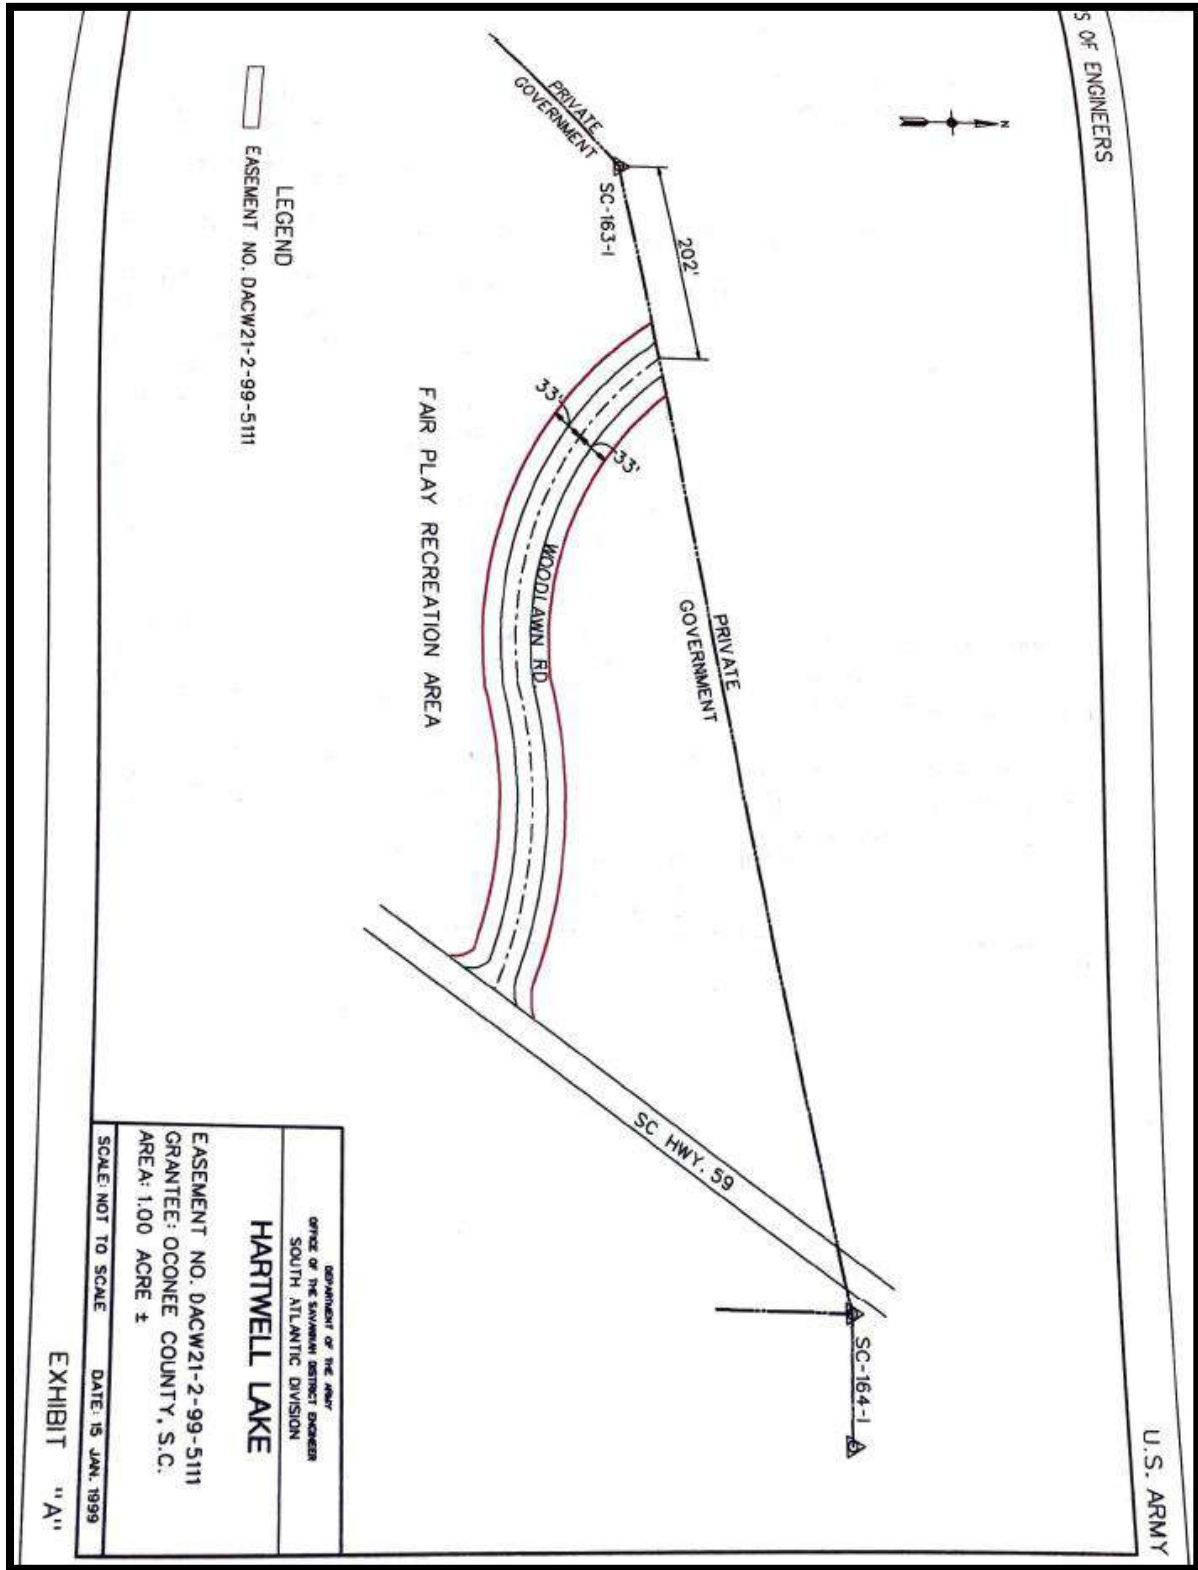 S OF ENGINEERS
U.S. ARMY
N
PRIVATE
GOVERNMENT
SC-163-1
202'
33'
33'
WOODLAWN RD.
PRIVATE
GOVERNMENT
FAIR PLAY RECREATION AREA
SC HWY. 59
SC-164-1
LEGEND
EASEMENT NO. DACW21-2-99-5111
DEPARTMENT OF THE ARMY
OFFICE OF THE SAVANNAH DISTRICT ENGINEER
SOUTH ATLANTIC DIVISION
HARTWELL LAKE
EASEMENT NO. DACW21-2-99-5111
GRANTEE: OCONEE COUNTY, S.C.
AREA: 1.00 ACRE ±
SCALE: NOT TO SCALE DATE: 15 JAN. 1999
EXHIBIT "A"